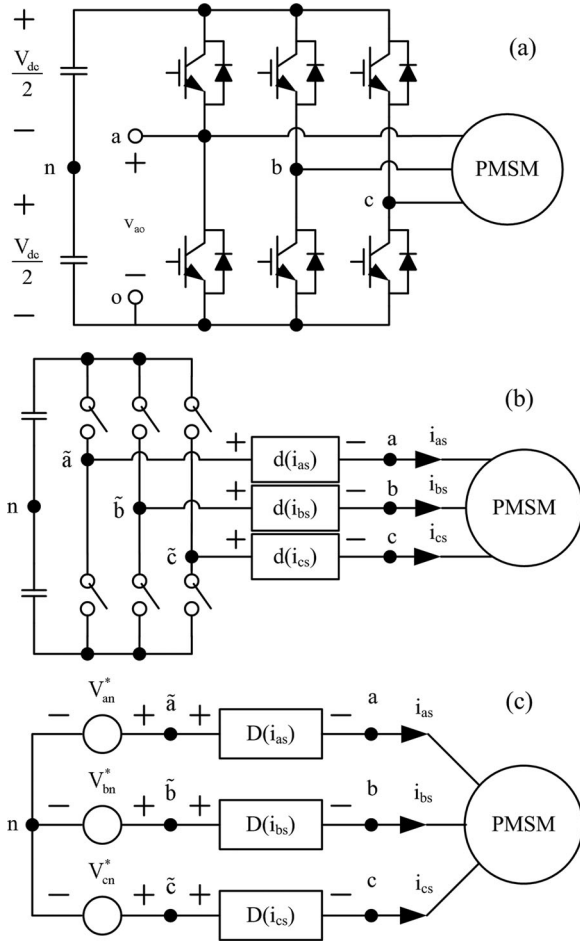 +
V_dc
2
−
n
+
V_dc
2
−
a
+
v_ao
−
o
b
c
PMSM
(a)
n
ã
b̃
c̃
+ d(i_as) − a i_as
+ d(i_bs) − b i_bs
+ d(i_cs) − c i_cs
PMSM
(b)
V*_an
− + ã + D(i_as) − a i_as
V*_bn
n − + b̃ + D(i_bs) − b i_bs
V*_cn
− + c̃ + D(i_cs) − c i_cs
PMSM
(c)